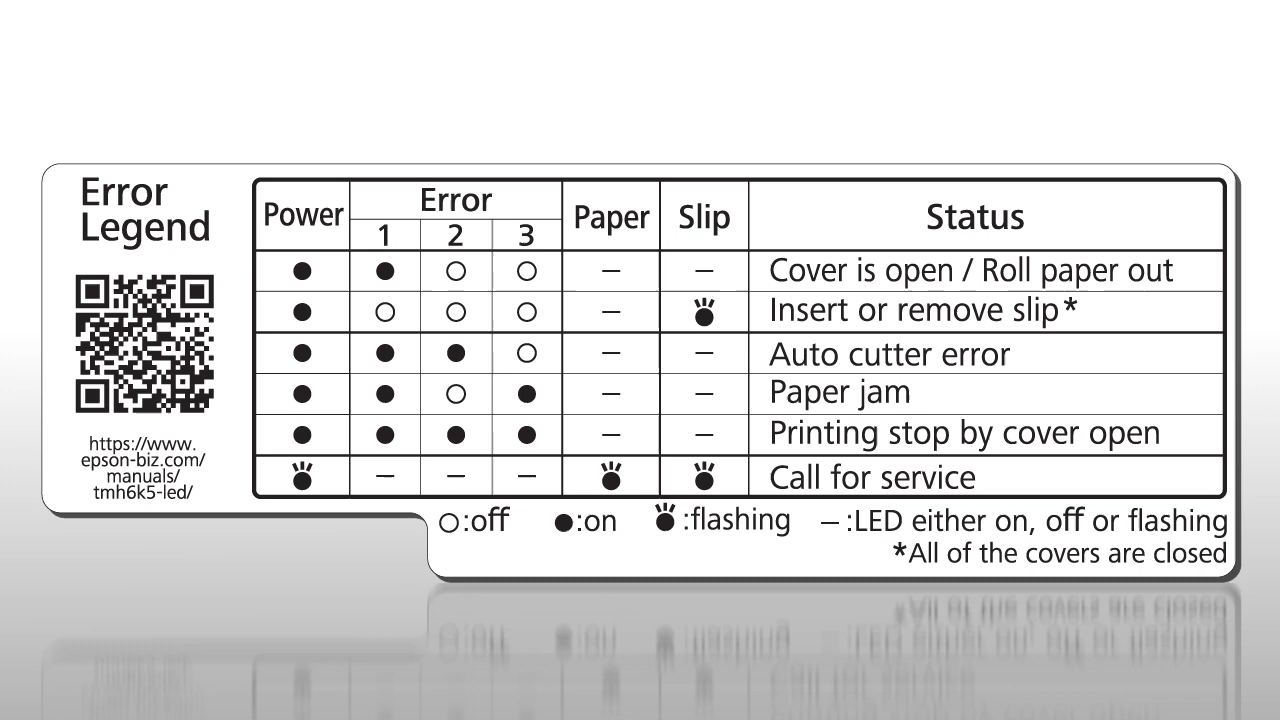 Error
Legend
https://www.
epson-biz.com/
manuals/
tmh6k5-led/
Power Error Paper Slip Status
1 2 3
● ● ○ ○ – – Cover is open / Roll paper out
● ○ ○ ○ – Insert or remove slip*
● ● ● ○ – – Auto cutter error
● ● ○ ● – – Paper jam
● ● ● ● – – Printing stop by cover open
– – – Call for service
○:off ●:on :flashing –:LED either on, off or flashing
*All of the covers are closed